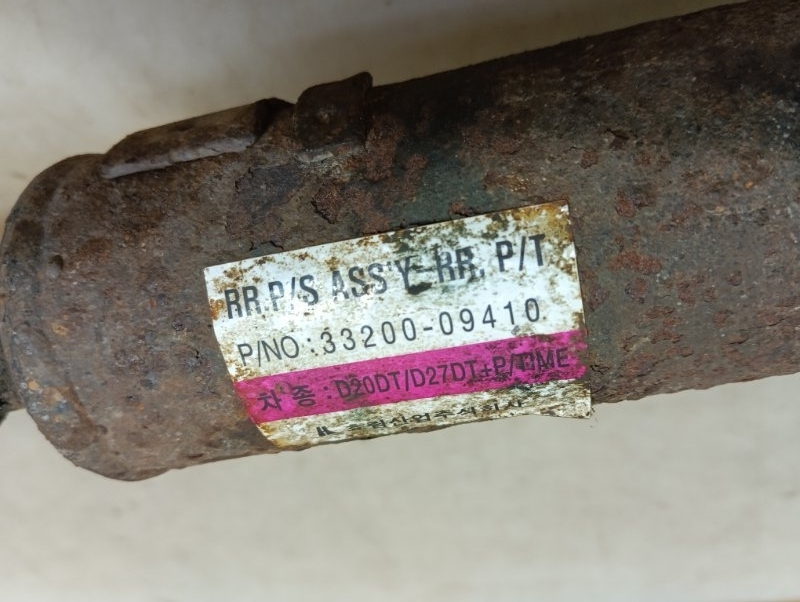 RR.P/S ASS'Y-RR, P/T
P/NO : 33200-09410
차 종 : D20DT/D27DT+P/TIME